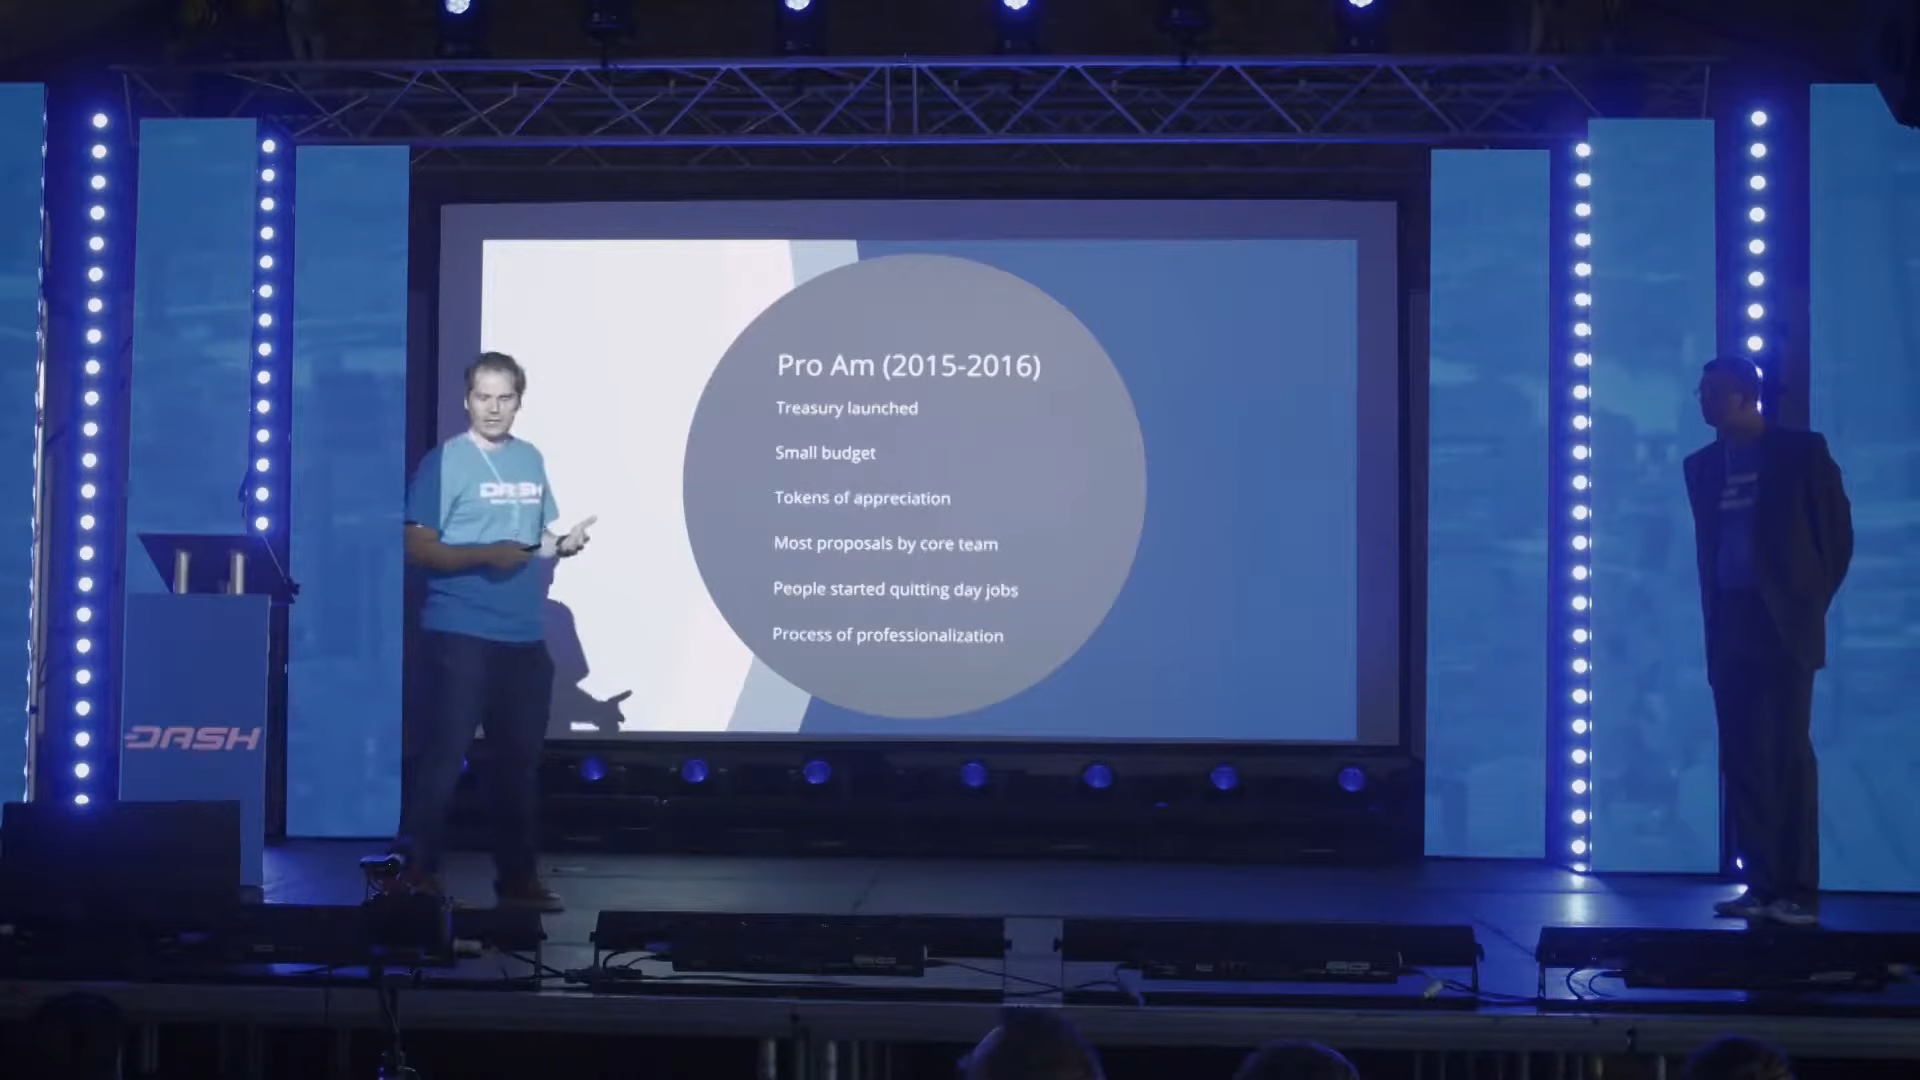 Pro Am (2015-2016)
Treasury launched
Small budget
Tokens of appreciation
Most proposals by core team
People started quitting day jobs
Process of professionalization
DASH
DASH